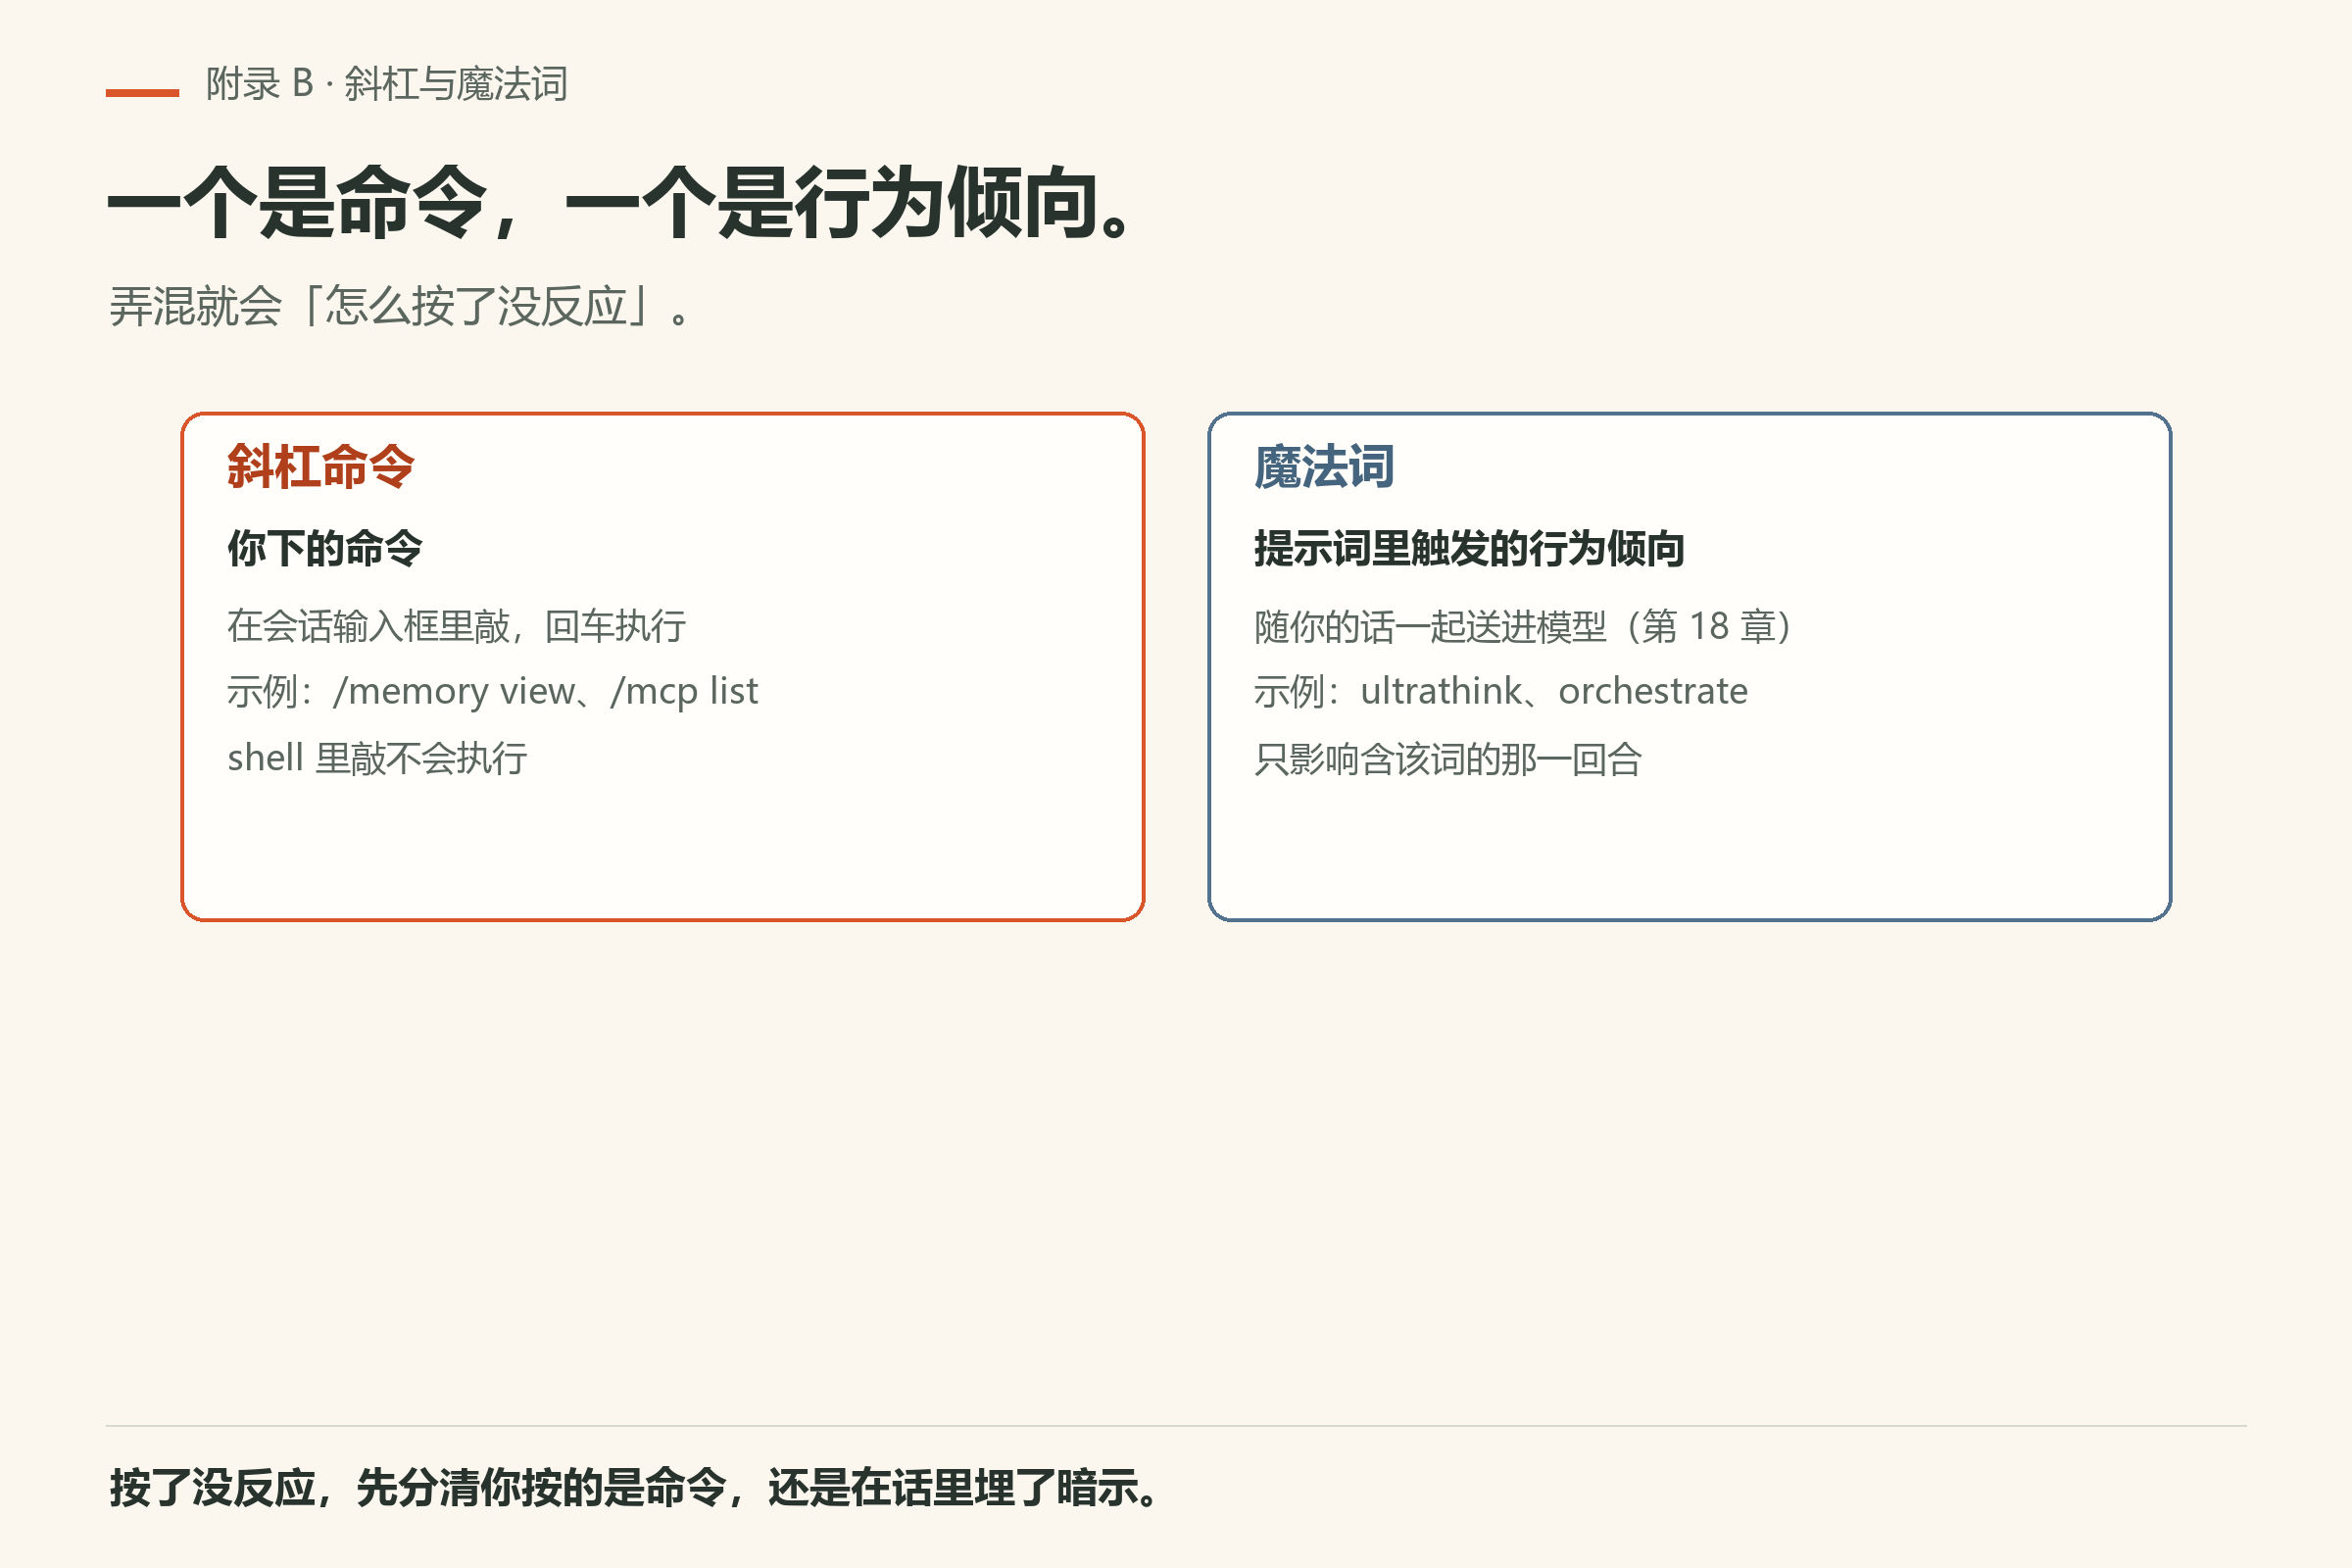 附录 B · 斜杠与魔法词
一个是命令，一个是行为倾向。
弄混就会「怎么按了没反应」。
斜杠命令
你下的命令
在会话输入框里敲，回车执行
示例：/memory view、/mcp list
shell 里敲不会执行
魔法词
提示词里触发的行为倾向
随你的话一起送进模型（第 18 章）
示例：ultrathink、orchestrate
只影响含该词的那一回合
按了没反应，先分清你按的是命令，还是在话里埋了暗示。